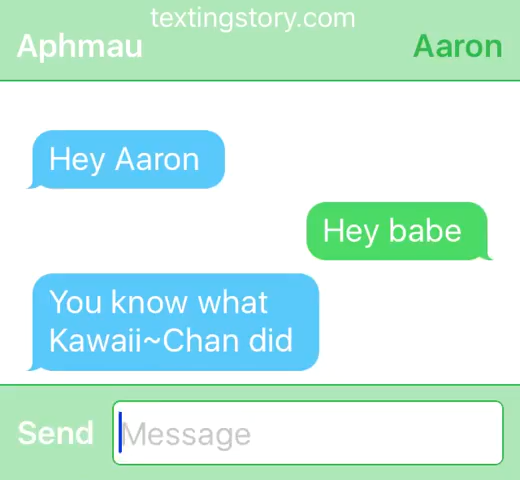 textingstory.com
Aphmau
Aaron
Hey Aaron
Hey babe
You know what
Kawaii~Chan did
Send
Message